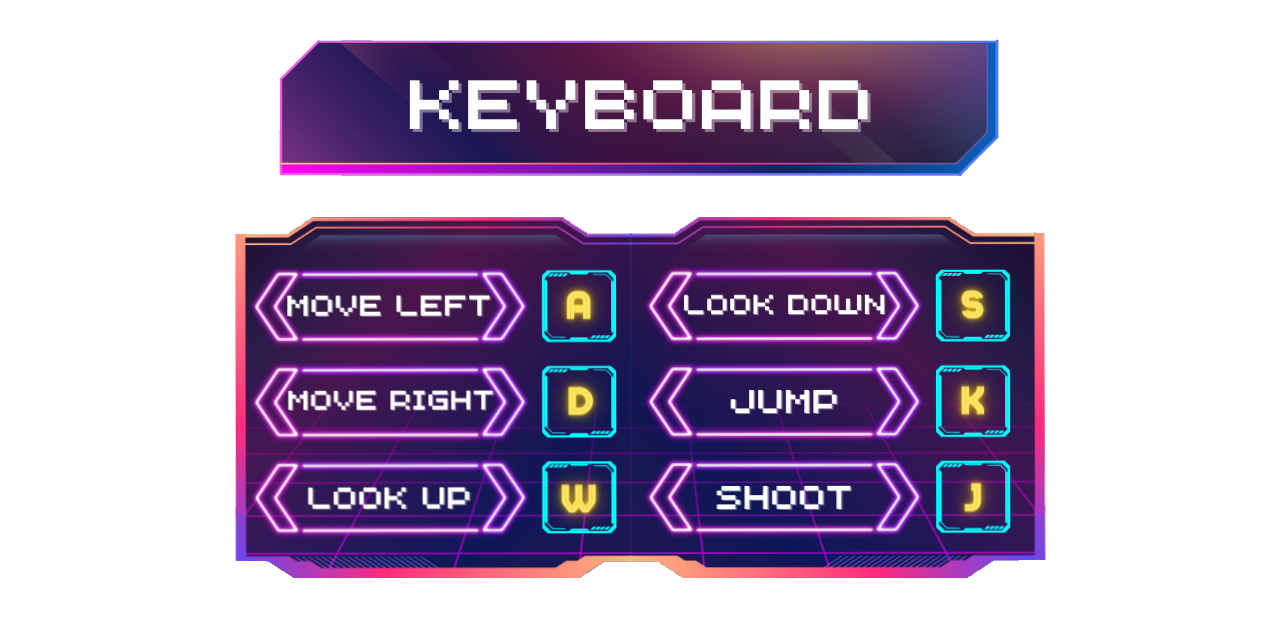 KEYBOARD
MOVE LEFT A
LOOK DOWN S
MOVE RIGHT D
JUMP K
LOOK UP W
SHOOT J